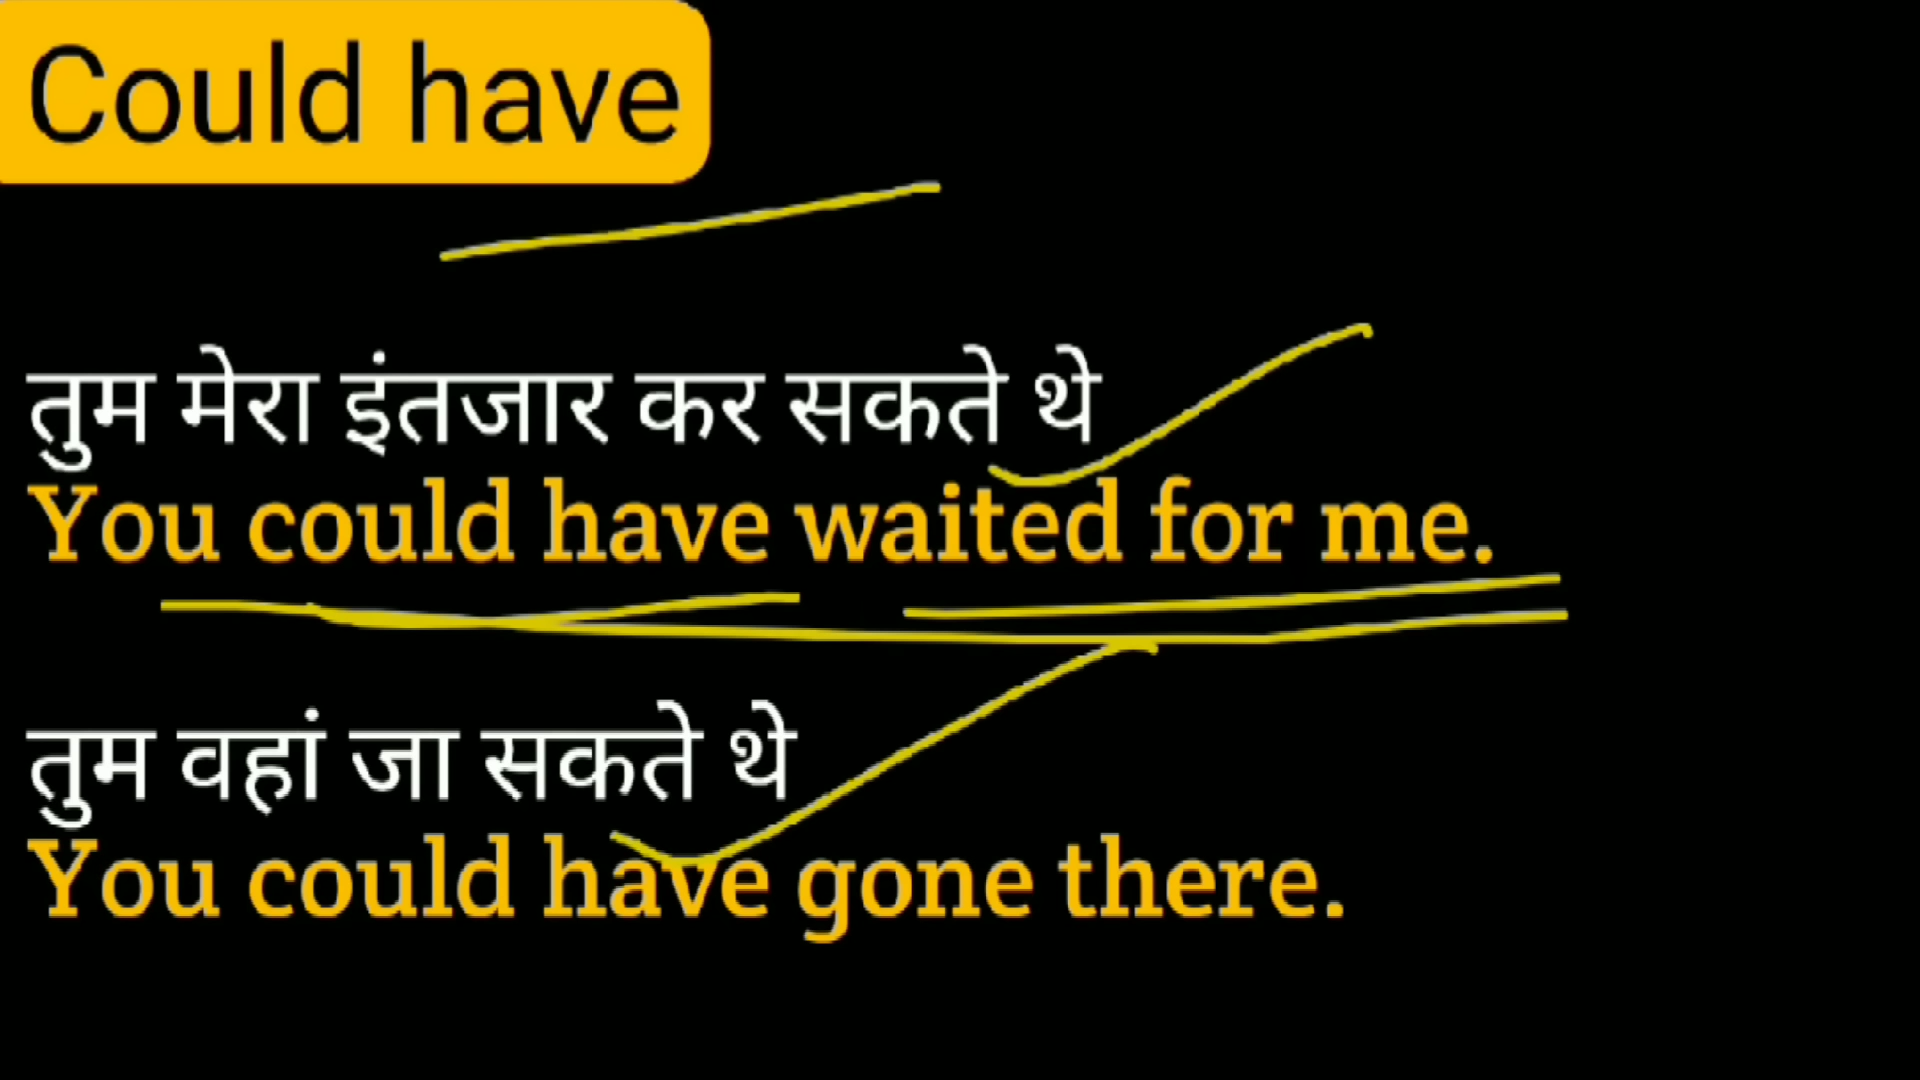 Could have
तुम मेरा इंतजार कर सकते थे
You could have waited for me.
तुम वहां जा सकते थे
You could have gone there.